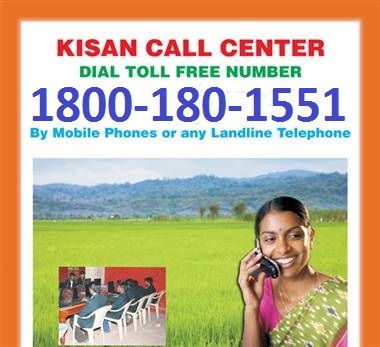 KISAN CALL CENTER
DIAL TOLL FREE NUMBER
1800-180-1551
By Mobile Phones or any Landline Telephone